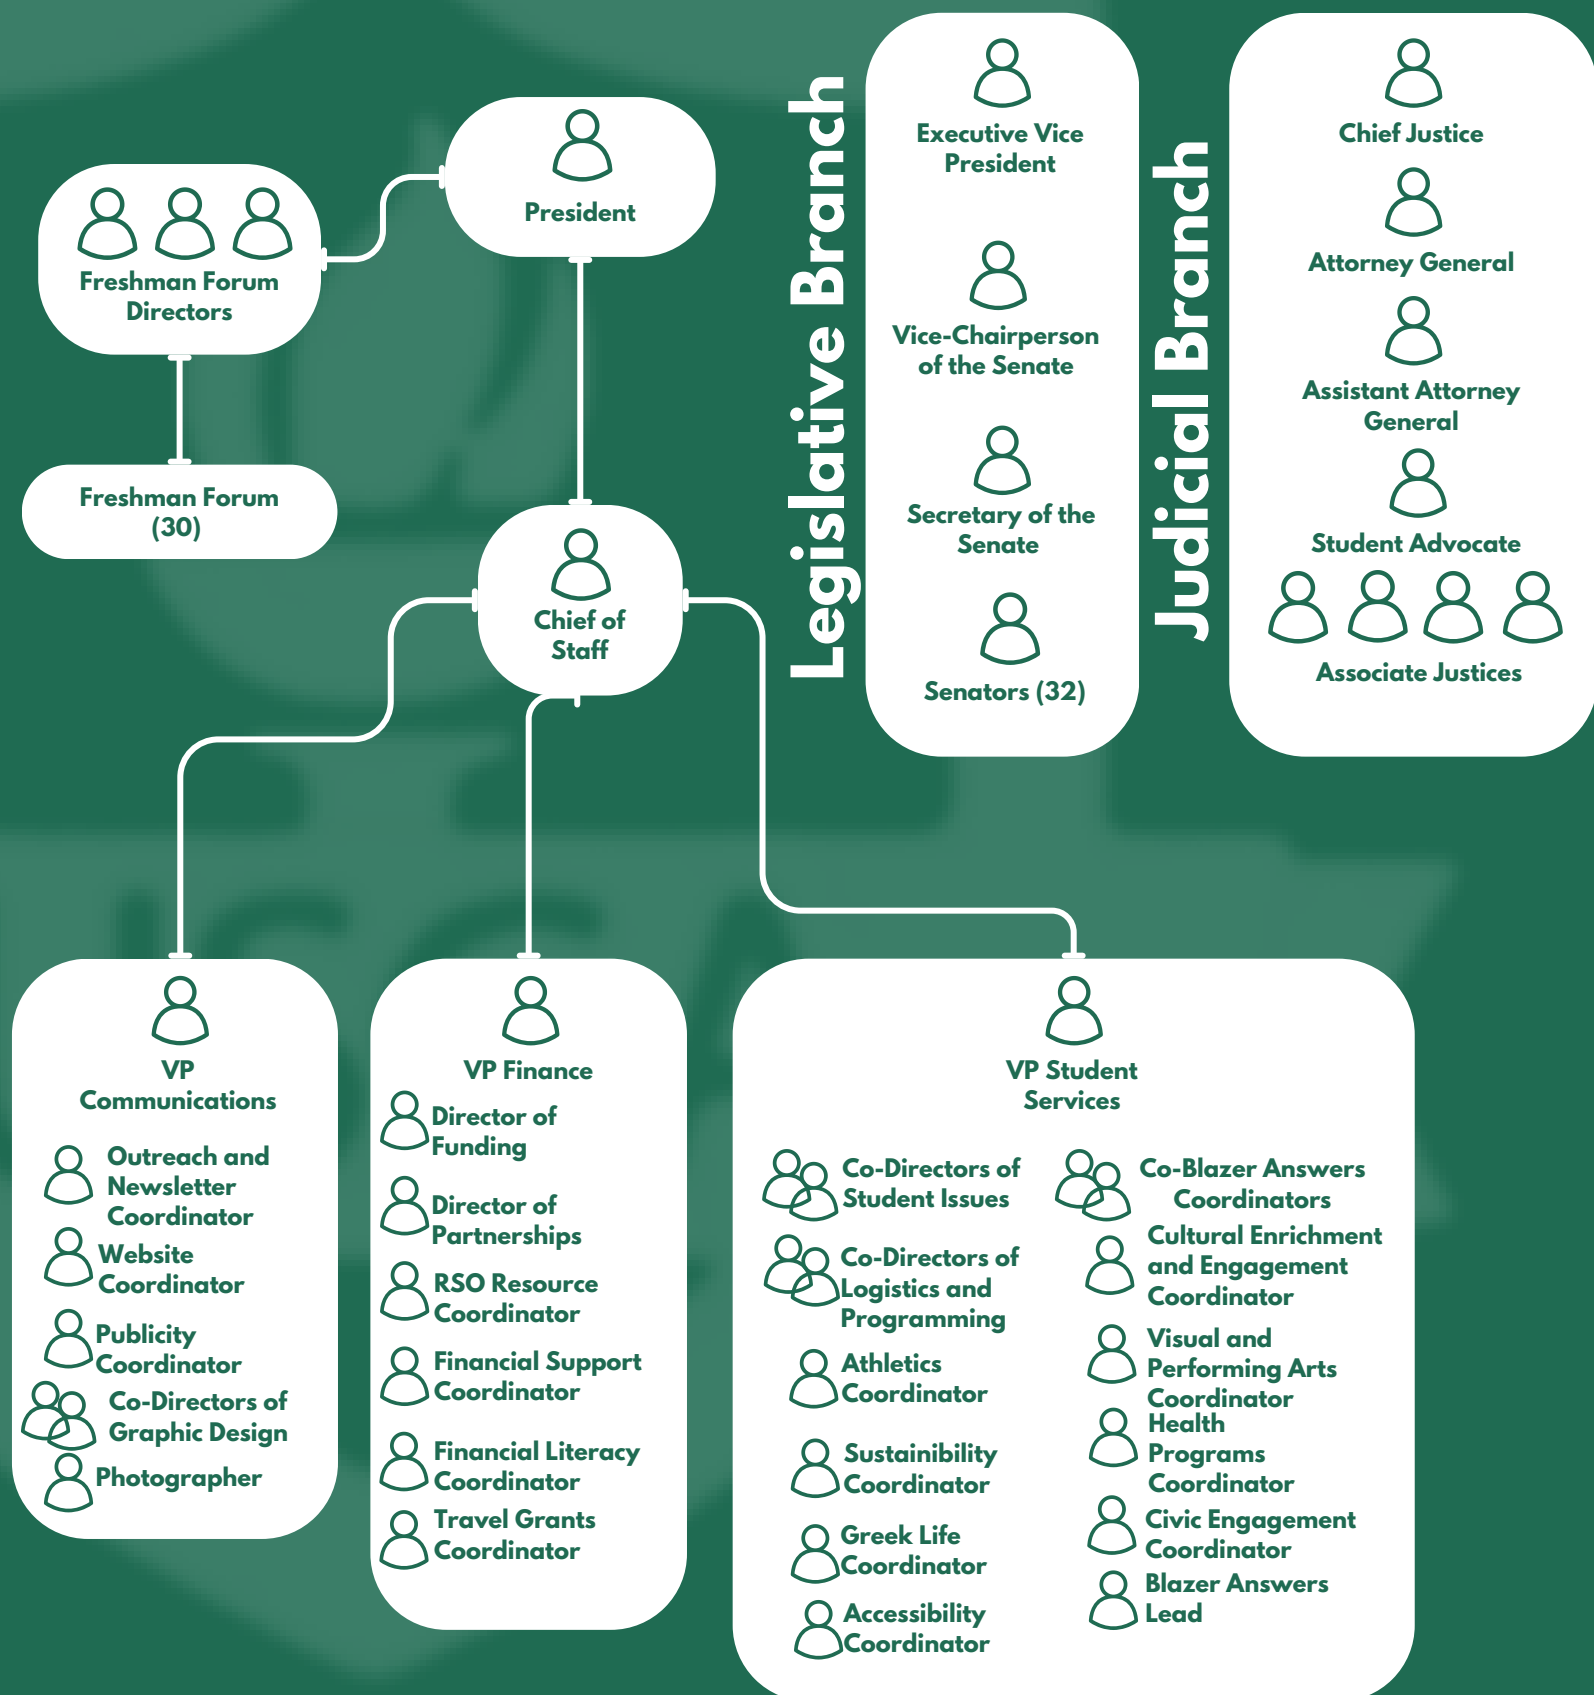 President
Freshman Forum
Directors
Freshman Forum
(30)
Chief of
Staff
Legislative Branch
Executive Vice
President
Vice-Chairperson
of the Senate
Secretary of the
Senate
Senators (32)
Judicial Branch
Chief Justice
Attorney General
Assistant Attorney
General
Student Advocate
Associate Justices
VP
Communications
Outreach and
Newsletter
Coordinator
Website
Coordinator
Publicity
Coordinator
Co-Directors of
Graphic Design
Photographer
VP Finance
Director of
Funding
Director of
Partnerships
RSO Resource
Coordinator
Financial Support
Coordinator
Financial Literacy
Coordinator
Travel Grants
Coordinator
VP Student
Services
Co-Directors of
Student Issues
Co-Directors of
Logistics and
Programming
Athletics
Coordinator
Sustainibility
Coordinator
Greek Life
Coordinator
Accessibility
Coordinator
Co-Blazer Answers
Coordinators
Cultural Enrichment
and Engagement
Coordinator
Visual and
Performing Arts
Coordinator
Health
Programs
Coordinator
Civic Engagement
Coordinator
Blazer Answers
Lead